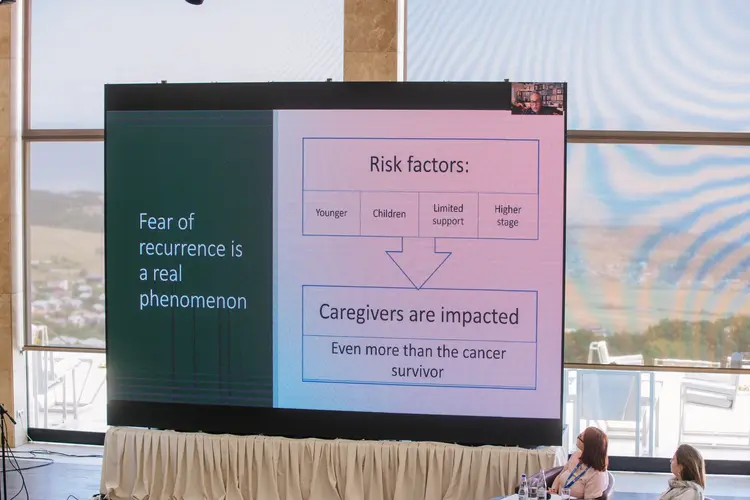 Fear of
recurrence is
a real
phenomenon
Risk factors:
Younger
Children
Limited
support
Higher
stage
Caregivers are impacted
Even more than the cancer
survivor